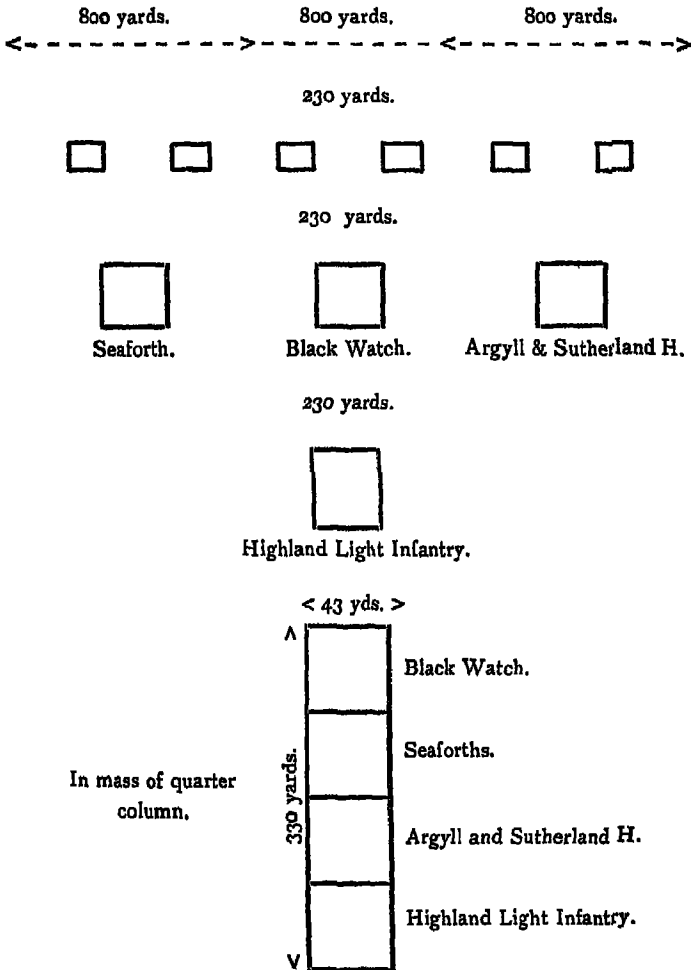 800 yards. 800 yards. 800 yards.
230 yards.
230 yards.
Seaforth. Black Watch. Argyll & Sutherland H.
230 yards.
Highland Light Infantry.
< 43 yds. >
Black Watch.
Seaforths.
In mass of quarter
column.
330 yards.
Argyll and Sutherland H.
Highland Light Infantry.